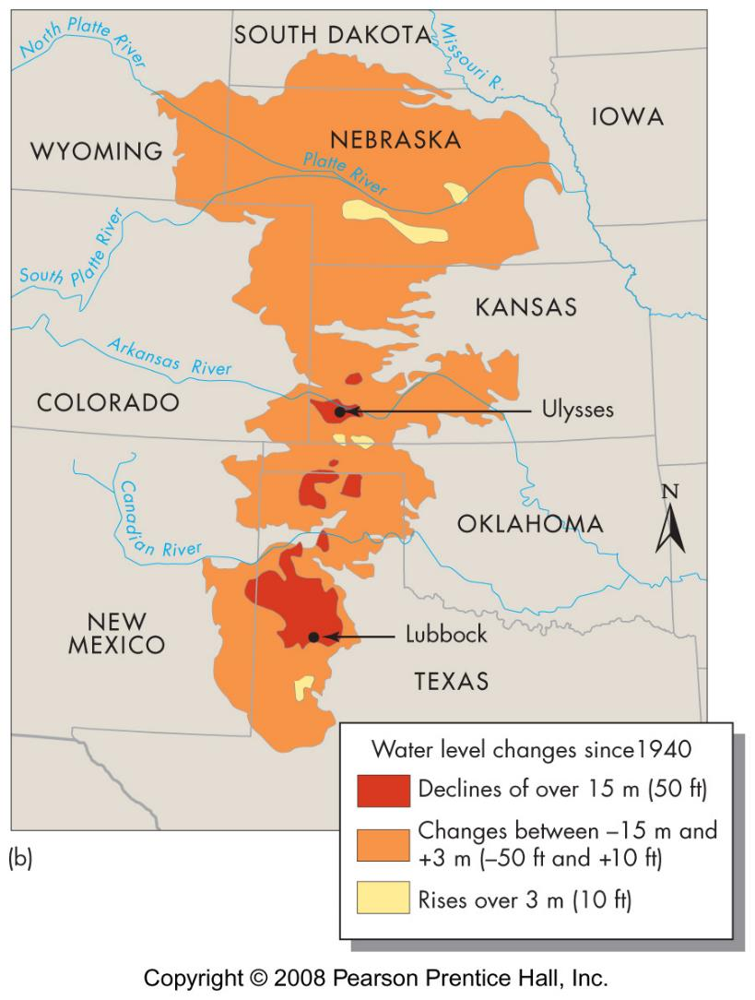 SOUTH DAKOTA
North Platte River
Missouri R.
IOWA
NEBRASKA
WYOMING
Platte River
South Platte River
KANSAS
Arkansas River
COLORADO
Ulysses
N
Canadian River
OKLAHOMA
NEW
MEXICO
Lubbock
TEXAS
Water level changes since1940
Declines of over 15 m (50 ft)
Changes between –15 m and
+3 m (–50 ft and +10 ft)
Rises over 3 m (10 ft)
(b)
Copyright © 2008 Pearson Prentice Hall, Inc.